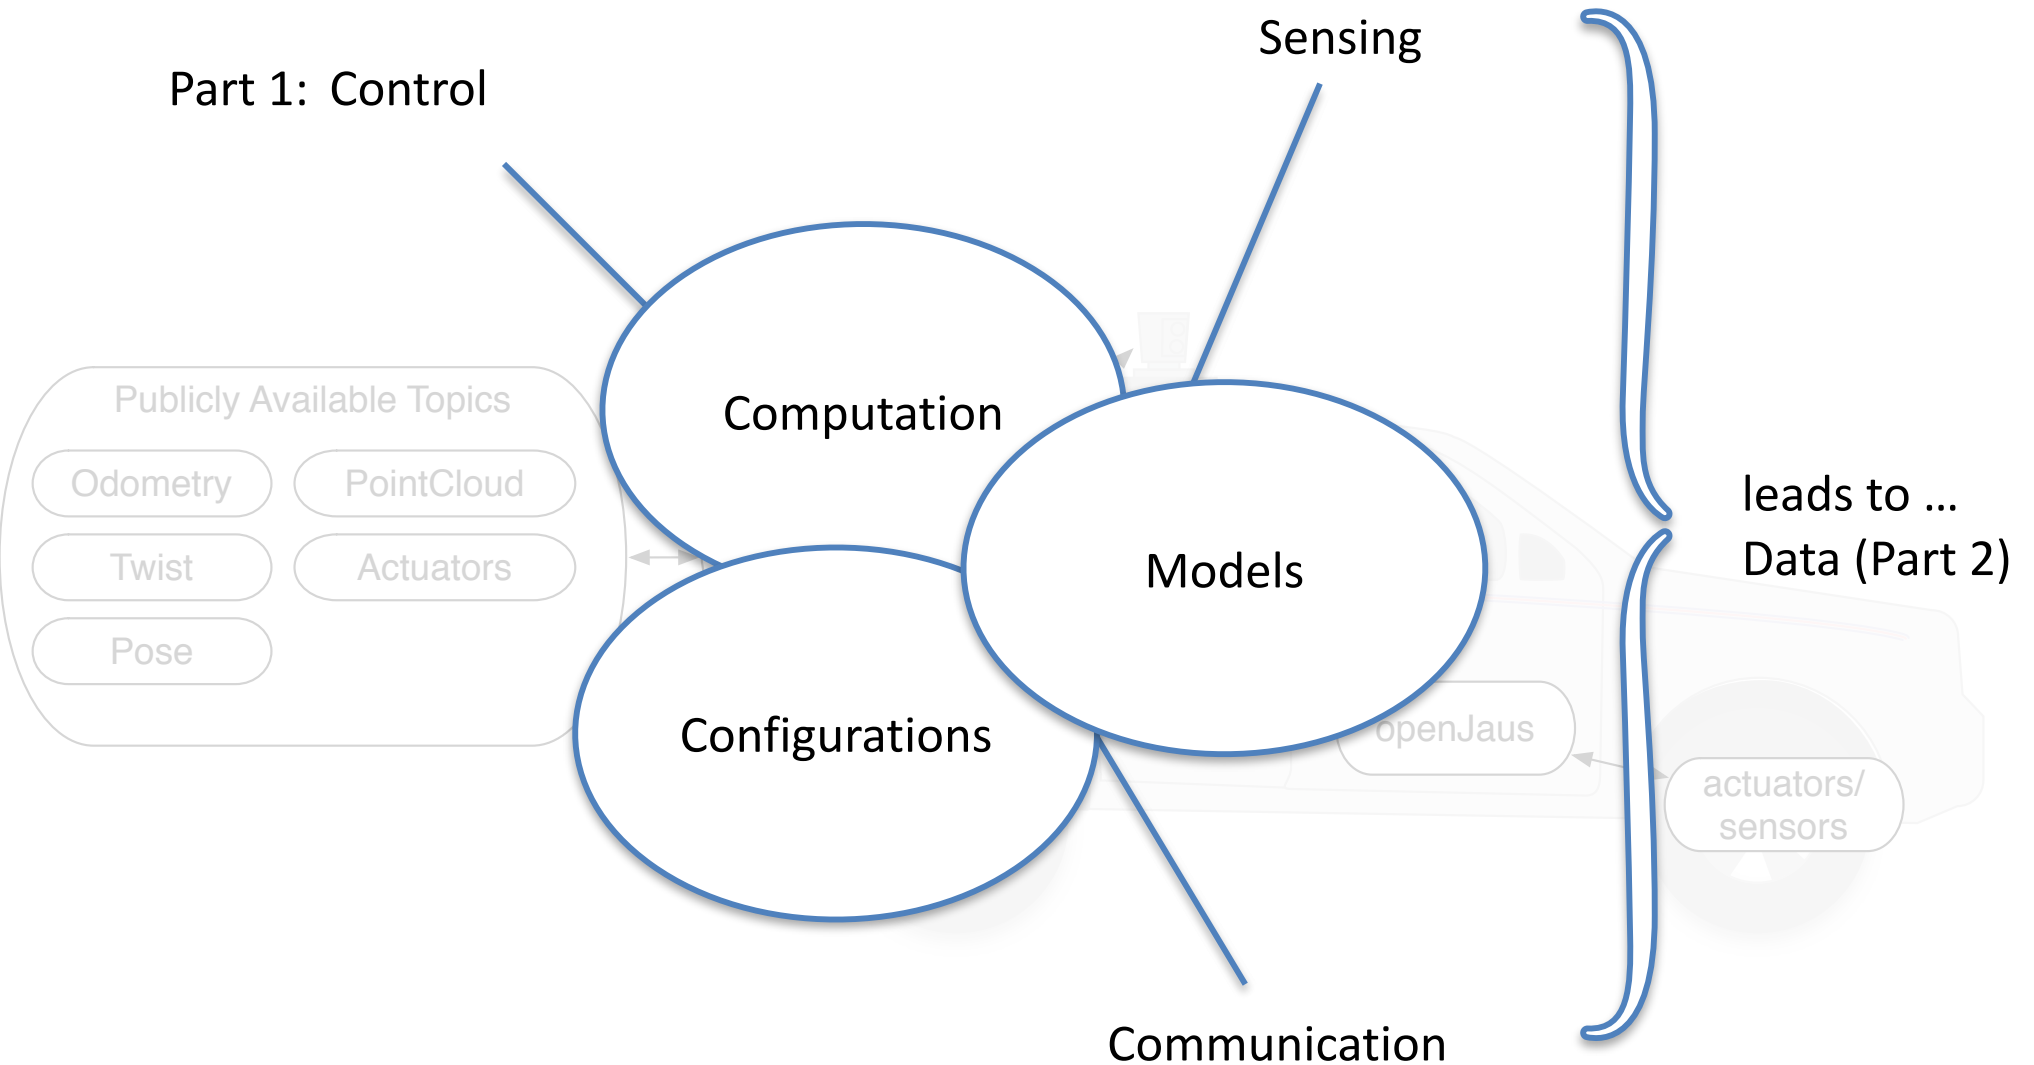 Sensing
Part 1:  Control
Publicly Available Topics
Odometry
PointCloud
Twist
Actuators
Pose
Computation
Models
Configurations
leads to ...
Data (Part 2)
openJaus
actuators/
sensors
Communication